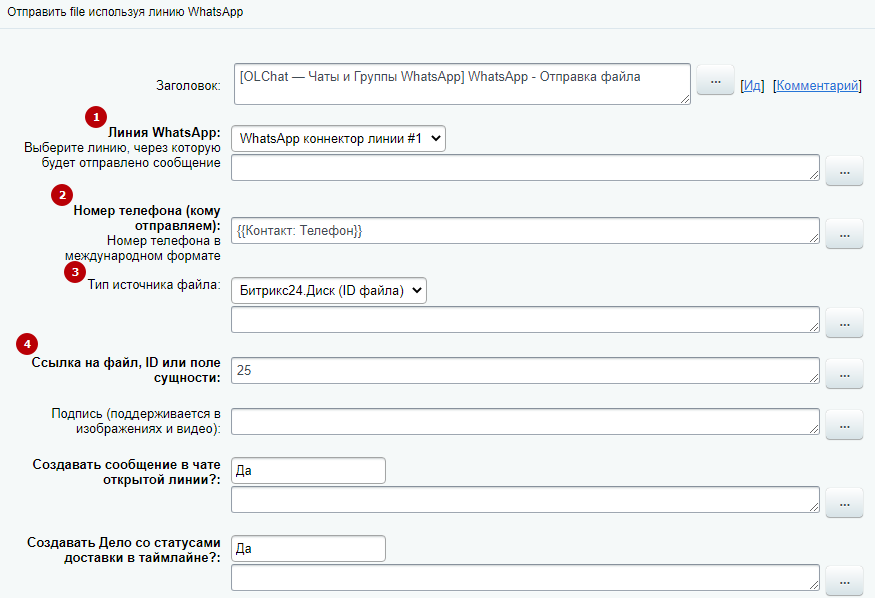 Отправить file используя линию WhatsApp
Заголовок:
[OLChat — Чаты и Группы WhatsApp] WhatsApp - Отправка файла
...
[Ид] [Комментарий]
1
Линия WhatsApp:
Выберите линию, через которую
будет отправлено сообщение
WhatsApp коннектор линии #1
...
2
Номер телефона (кому
отправляем):
Номер телефона в
международном формате
{{Контакт: Телефон}}
...
3
Тип источника файла:
Битрикс24.Диск (ID файла)
...
4
Ссылка на файл, ID или поле
сущности:
25
...
Подпись (поддерживается в
изображениях и видео):
...
Создавать сообщение в чате
открытой линии?:
Да
...
Создавать Дело со статусами
доставки в таймлайне?:
Да
...